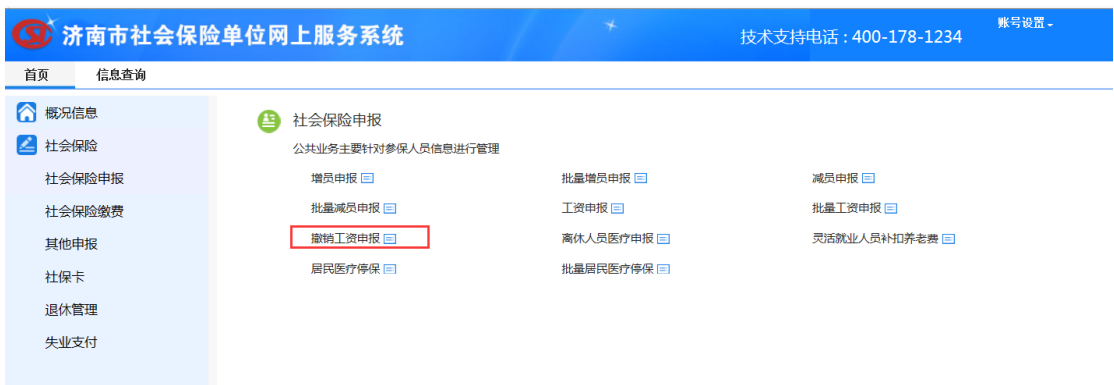 济南市社会保险单位网上服务系统
技术支持电话：400-178-1234
账号设置
首页 信息查询
概况信息
社会保险
社会保险申报
社会保险缴费
其他申报
社保卡
退休管理
失业支付
社会保险申报
公共业务主要针对参保人员信息进行管理
增员申报 批量增员申报 减员申报
批量减员申报 工资申报 批量工资申报
撤销工资申报 离休人员医疗申报 灵活就业人员补扣养老费
居民医疗停保 批量居民医疗停保